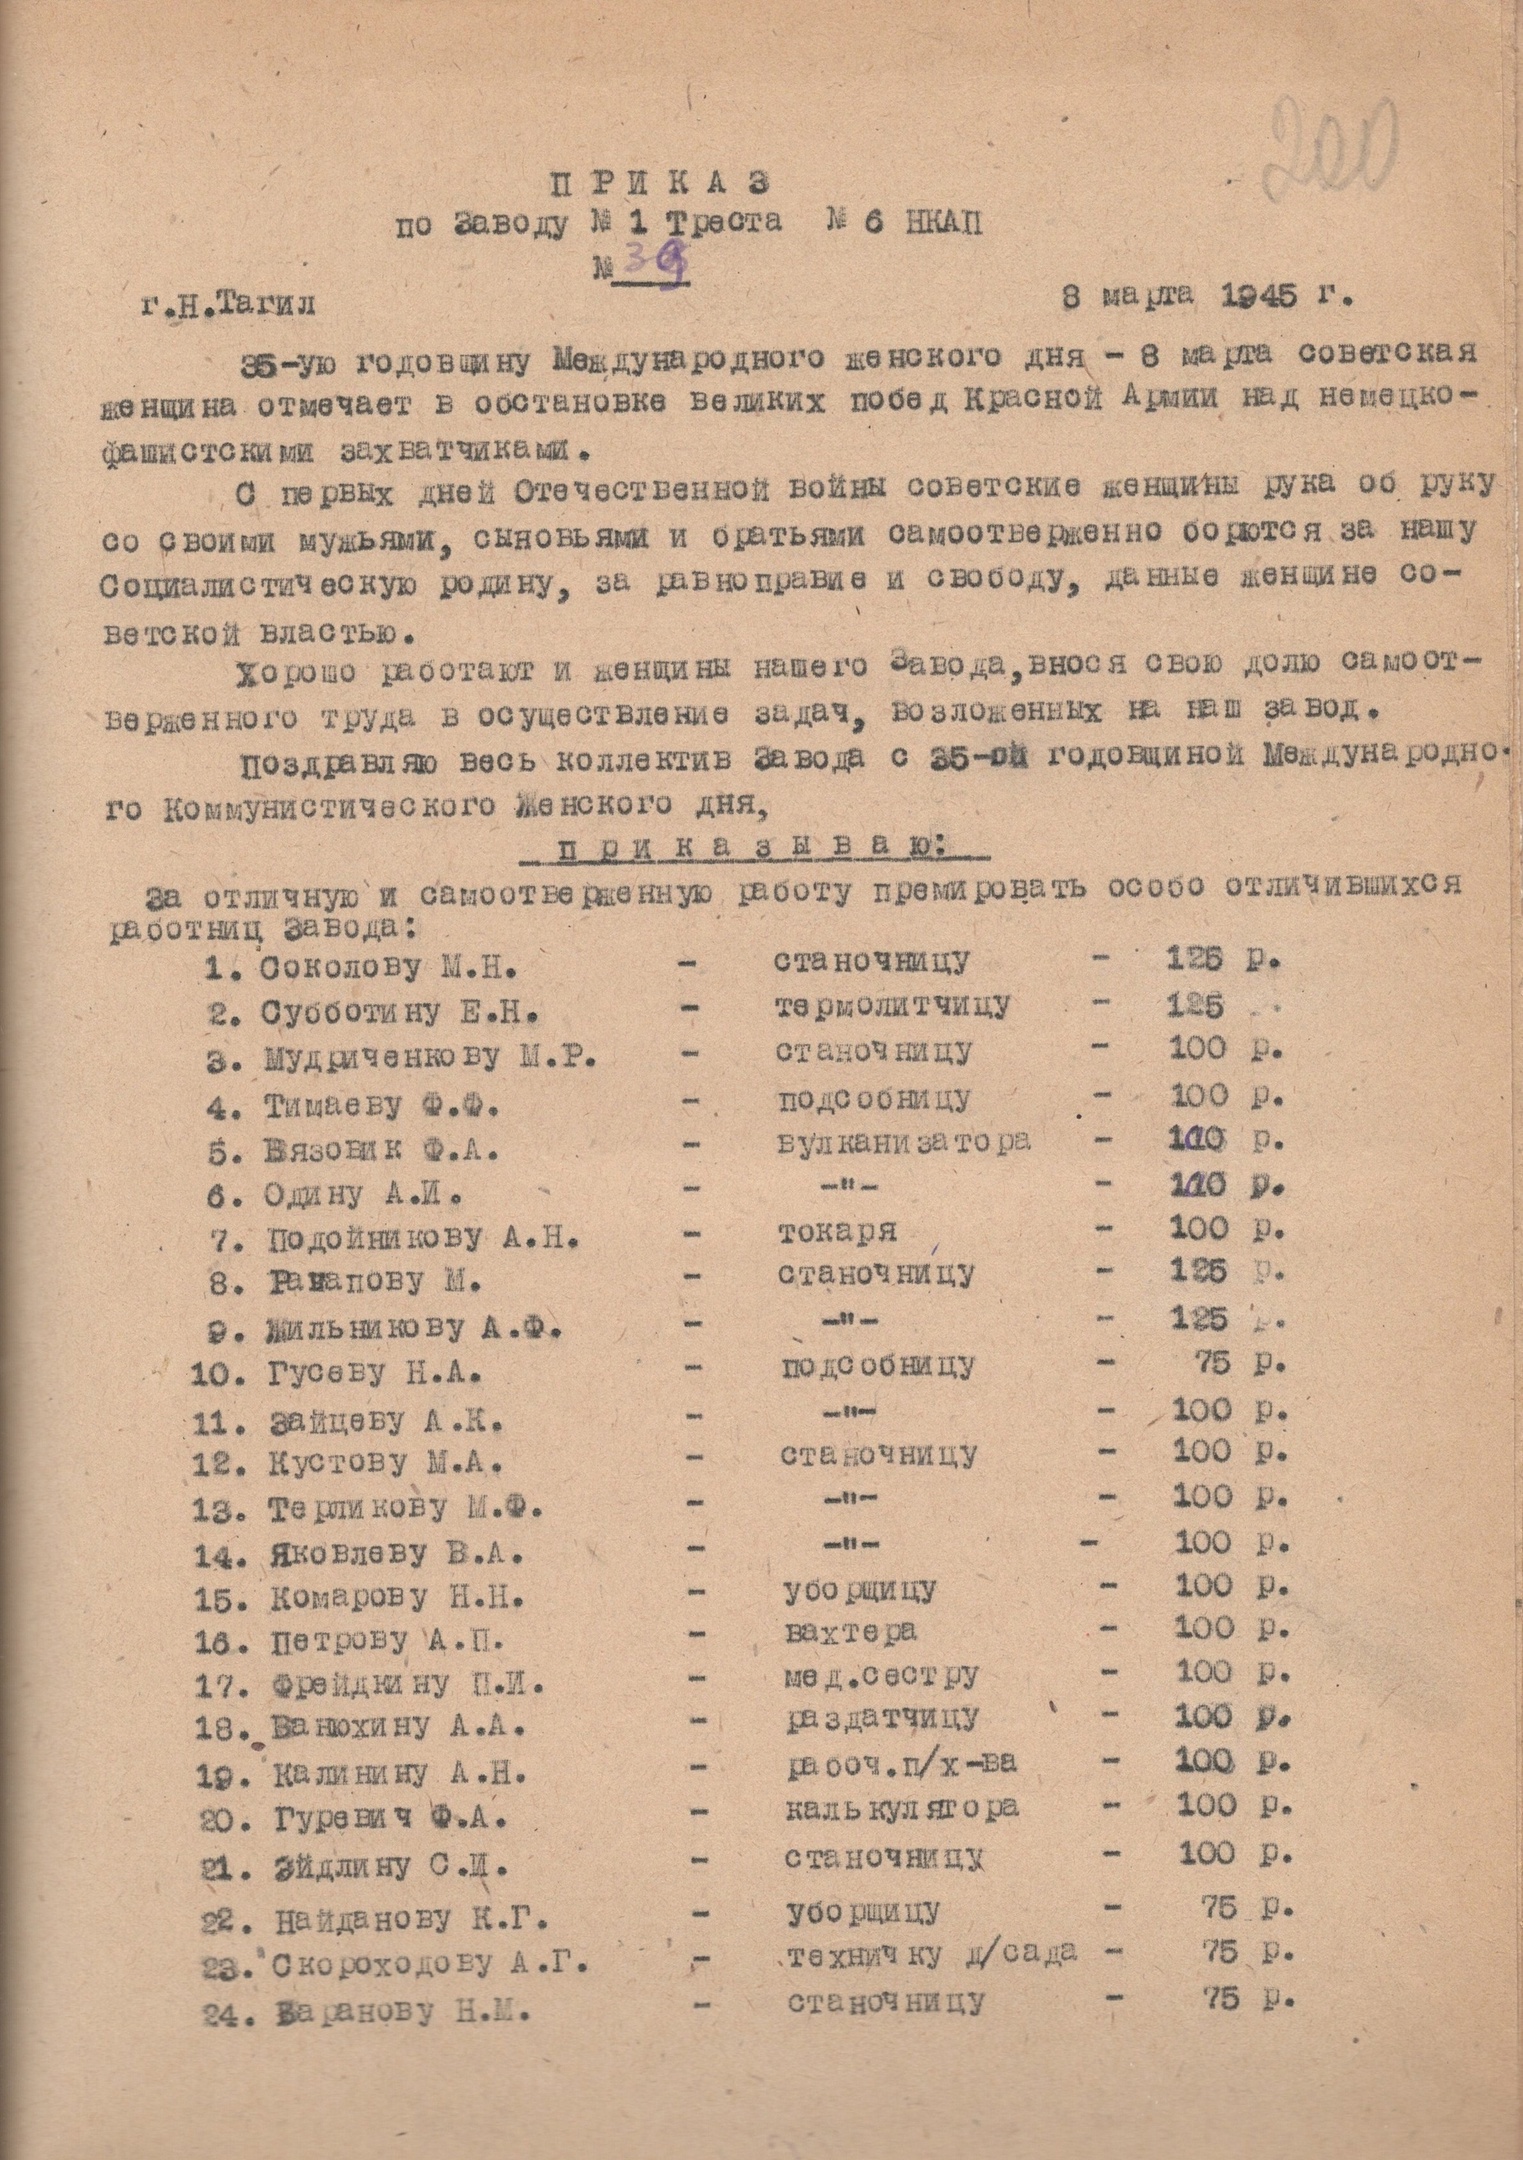 200
П Р И К А З
по Заводу № 1 Треста № 6 НКАП
№ 39
г.Н.Тагил 8 марта 1945 г.
35-ую годовщину Международного женского дня - 8 марта советская
женщина отмечает в обстановке великих побед Красной Армии над немецко-
фашистскими захватчиками.
С первых дней Отечественной войны советские женщины рука об руку
со своими мужьями, сыновьями и братьями самоотверженно борются за нашу
Социалистическую родину, за равноправие и свободу, данные женщине со-
ветской властью.
Хорошо работают и женщины нашего Завода, внося свою долю самоот-
верженного труда в осуществление задач, возложенных на наш завод.
Поздравляю весь коллектив Завода с 35-ой годовщиной Международно-
го Коммунистического Женского дня,
п р и к а з ы в а ю:
За отличную и самоотверженную работу премировать особо отличившихся
работниц Завода:
1. Соколову М.Н. - станочницу - 125 р.
2. Субботину Е.Н. - термолитчицу - 125
3. Мудриченкову М.Р. - станочницу - 100 р.
4. Тимаеву Ф.Ф. - подсобницу - 100 р.
5. Вязовик Ф.А. - вулканизатора - 110 р.
6. Одину А.И. - -"- - 110 р.
7. Подойникову А.Н. - токаря - 100 р.
8. М. - станочницу - 125 р.
9. Жильникову А.Ф. - -"- - 125 р.
10. Гусеву Н.А. - подсобницу - 75 р.
11. Зайцеву А.К. - -"- - 100 р.
12. Кустову М.А. - станочницу - 100 р.
13. Терликову М.Ф. - -"- - 100 р.
14. Яковлеву В.А. - -"- - 100 р.
15. Комарову Н.Н. - уборщицу - 100 р.
16. Петрову А.П. - вахтера - 100 р.
17. Фрейдкину П.И. - мед.сестру - 100 р.
18. Ванюхину А.А. - раздатчицу - 100 р.
19. Калинину А.Н. - рабоч.п/х-ва - 100 р.
20. Гуревич Ф.А. - калькулятора - 100 р.
21. Эйдлину С.И. - станочницу - 100 р.
22. Найданову К.Г. - уборщицу - 75 р.
23. Скороходову А.Г. - техничку д/сада - 75 р.
24. Баранову Н.М. - станочницу - 75 р.